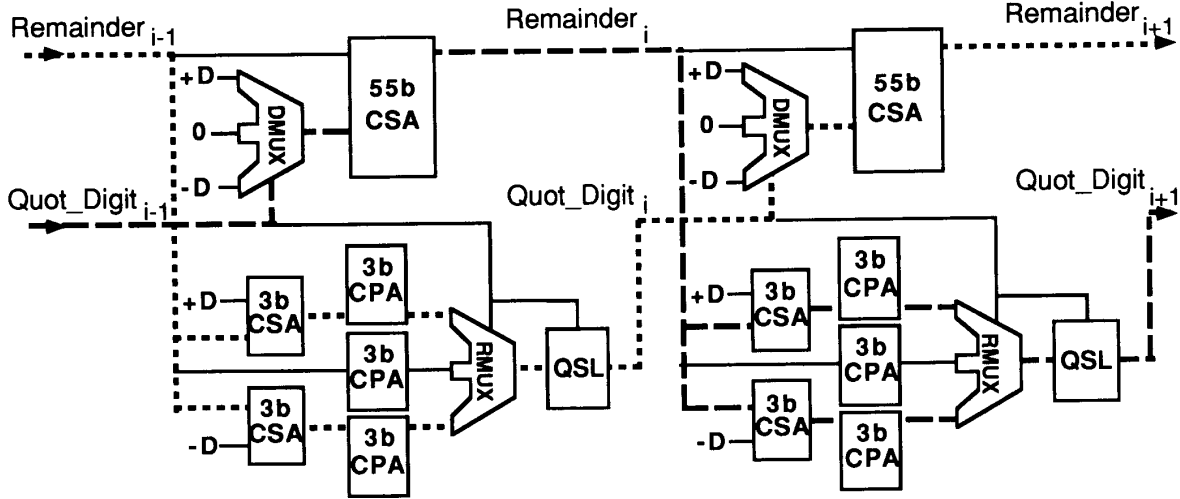 Remainder i-1
Remainder i
Remainder i+1
+D
0
-D
DMUX
55b
CSA
+D
0
-D
DMUX
55b
CSA
Quot_Digit i-1
Quot_Digit i
Quot_Digit i+1
+D
3b
CSA
3b
CPA
3b
CPA
3b
CSA
-D
3b
CPA
RMUX
QSL
+D
3b
CSA
3b
CPA
3b
CPA
3b
CSA
-D
3b
CPA
RMUX
QSL